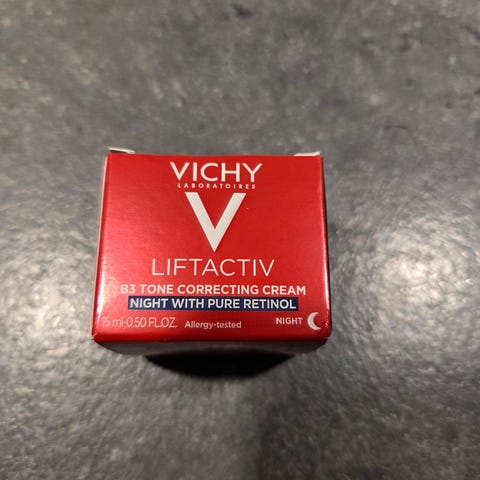 VICHY
LABORATOIRES
V
LIFTACTIV
B3 TONE CORRECTING CREAM
NIGHT WITH PURE RETINOL
15 ml-0.50 FL.OZ. Allergy-tested NIGHT